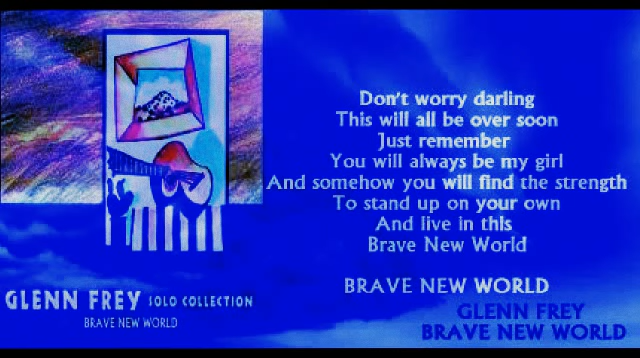 Don't worry darling
This will all be over soon
Just remember
You will always be my girl
And somehow you will find the strength
To stand up on your own
And live in this
Brave New World
BRAVE NEW WORLD
GLENN FREY SOLO COLLECTION
BRAVE NEW WORLD
GLENN FREY
BRAVE NEW WORLD